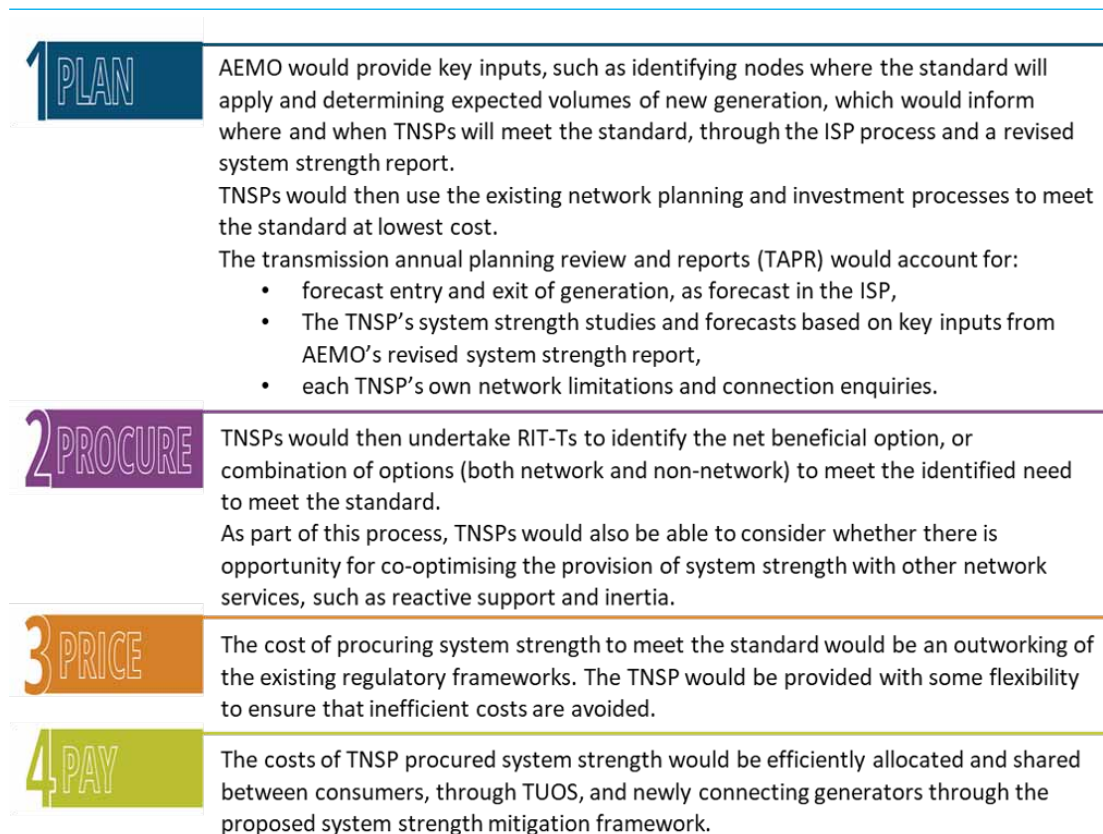 1 PLAN
AEMO would provide key inputs, such as identifying nodes where the standard will
apply and determining expected volumes of new generation, which would inform
where and when TNSPs will meet the standard, through the ISP process and a revised
system strength report.
TNSPs would then use the existing network planning and investment processes to meet
the standard at lowest cost.
The transmission annual planning review and reports (TAPR) would account for:
• forecast entry and exit of generation, as forecast in the ISP,
• The TNSP's system strength studies and forecasts based on key inputs from
AEMO's revised system strength report,
• each TNSP's own network limitations and connection enquiries.
2 PROCURE
TNSPs would then undertake RIT-Ts to identify the net beneficial option, or
combination of options (both network and non-network) to meet the identified need
to meet the standard.
As part of this process, TNSPs would also be able to consider whether there is
opportunity for co-optimising the provision of system strength with other network
services, such as reactive support and inertia.
3 PRICE
The cost of procuring system strength to meet the standard would be an outworking of
the existing regulatory frameworks. The TNSP would be provided with some flexibility
to ensure that inefficient costs are avoided.
4 PAY
The costs of TNSP procured system strength would be efficiently allocated and shared
between consumers, through TUOS, and newly connecting generators through the
proposed system strength mitigation framework.